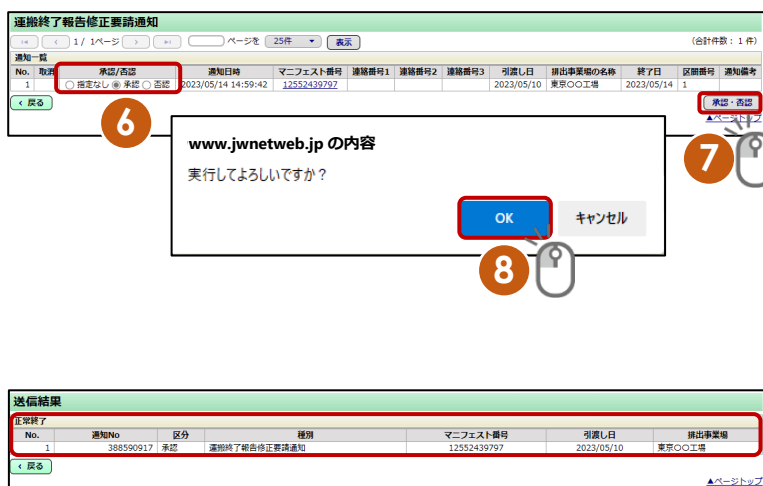 運搬終了報告修正要請通知
1 / 1ページ ページを 25件 表示 (合計件数：1 件)
通知一覧
No. 取消 承認/否認 通知日時 マニフェスト番号 連絡番号1 連絡番号2 連絡番号3 引渡し日 排出事業場の名称 終了日 区間番号 通知備考
1 指定なし 承認 否認 2023/05/14 14:59:42 12552439797 2023/05/10 東京〇〇工場 2023/05/14 1
戻る 承認・否認
▲ページトップ
6
7
www.jwnetweb.jp の内容
実行してよろしいですか？
OK キャンセル
8
送信結果
正常終了
No. 通知No 区分 種別 マニフェスト番号 引渡し日 排出事業場
1 388590917 承認 運搬終了報告修正要請通知 12552439797 2023/05/10 東京〇〇工場
戻る
▲ページトップ